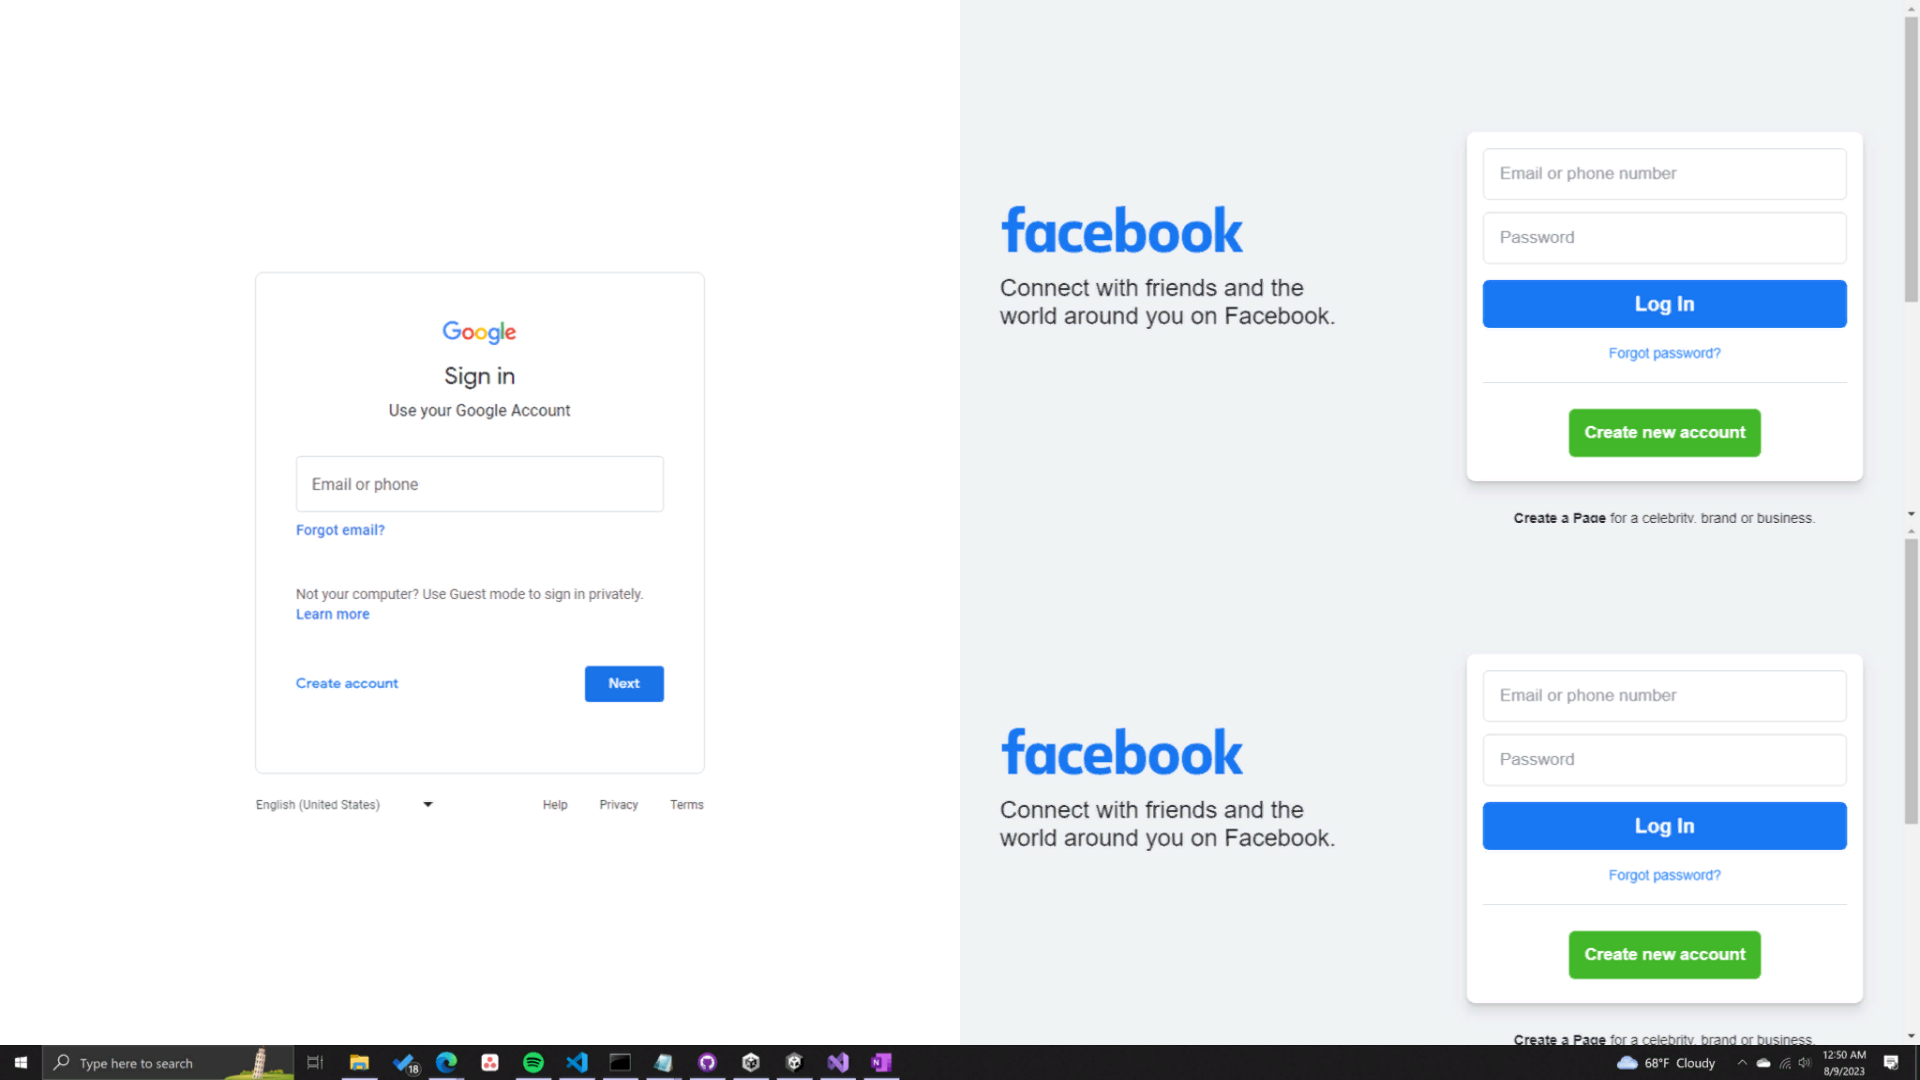 Google
Sign in
Use your Google Account
Email or phone
Forgot email?
Not your computer? Use Guest mode to sign in privately.
Learn more
Create account
Next
English (United States)
Help
Privacy
Terms
facebook
Connect with friends and the
world around you on Facebook.
Email or phone number
Password
Log In
Forgot password?
Create new account
Create a Page for a celebrity, brand or business.
facebook
Connect with friends and the
world around you on Facebook.
Email or phone number
Password
Log In
Forgot password?
Create new account
Create a Page for a celebrity, brand or business.
Type here to search
18
N
68°F Cloudy
12:50 AM
8/9/2023